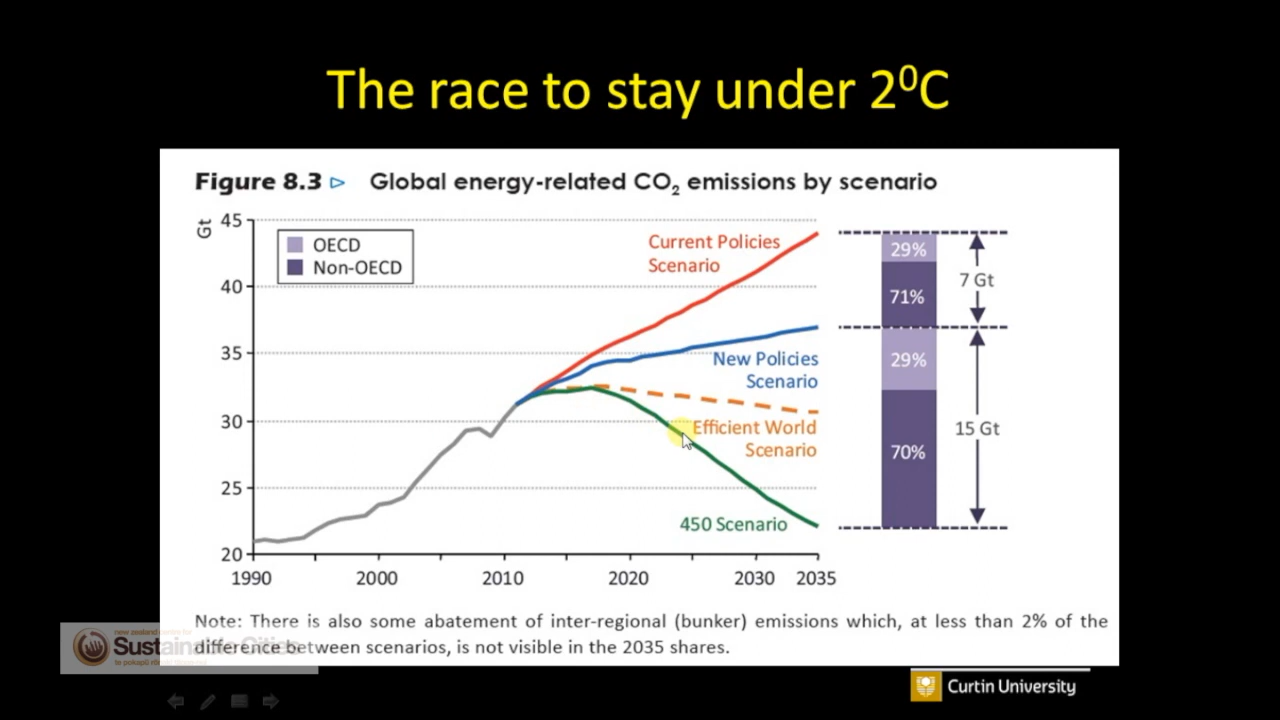 The race to stay under 2⁰C
Figure 8.3 ▷ Global energy-related CO₂ emissions by scenario
Gt
45
40
35
30
25
20
1990
2000
2010
2020
2030
2035
OECD
Non-OECD
Current Policies
Scenario
New Policies
Scenario
Efficient World
Scenario
450 Scenario
29%
71%
29%
70%
7 Gt
15 Gt
Note: There is also some abatement of inter-regional (bunker) emissions which, at less than 2% of the
difference between scenarios, is not visible in the 2035 shares.
Sustainable Cities
Curtin University